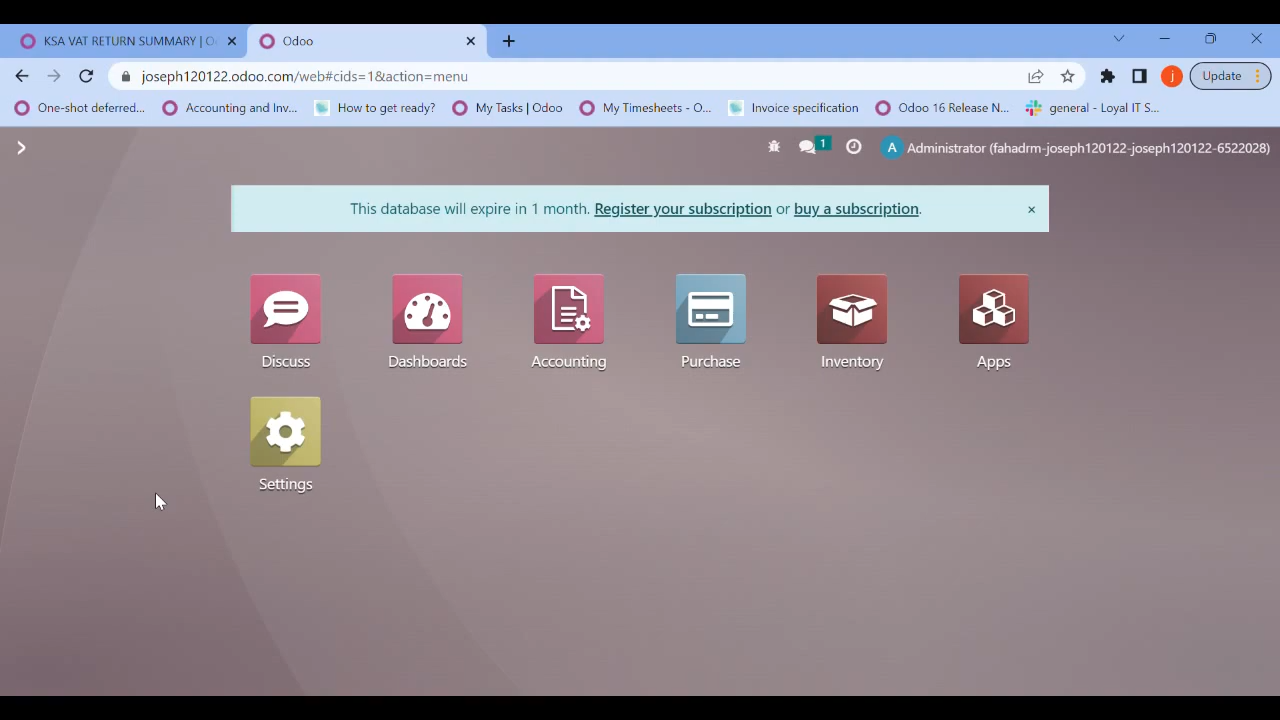 KSA VAT RETURN SUMMARY | O
Odoo
joseph120122.odoo.com/web#cids=1&action=menu
Update
One-shot deferred...
Accounting and Inv...
How to get ready?
My Tasks | Odoo
My Timesheets - O...
Invoice specification
Odoo 16 Release N...
general - Loyal IT S...
1
A
Administrator (fahadrm-joseph120122-joseph120122-6522028)
This database will expire in 1 month. Register your subscription or buy a subscription.
Discuss
Dashboards
Accounting
Purchase
Inventory
Apps
Settings
j